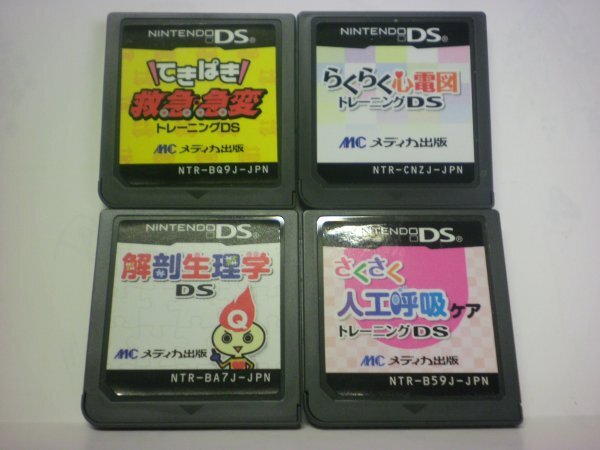 NINTENDO DS®
てきぱき
救急・急変
トレーニングDS
MC メディカ出版
NTR-BQ9J-JPN
NINTENDO DS®
らくらく心電図
トレーニングDS
MC メディカ出版
NTR-CNZJ-JPN
NINTENDO DS®
解剖生理学
DS
Q
MC メディカ出版
NTR-BA7J-JPN
NINTENDO DS®
さくさく
人工呼吸ケア
トレーニングDS
MC メディカ出版
NTR-B59J-JPN